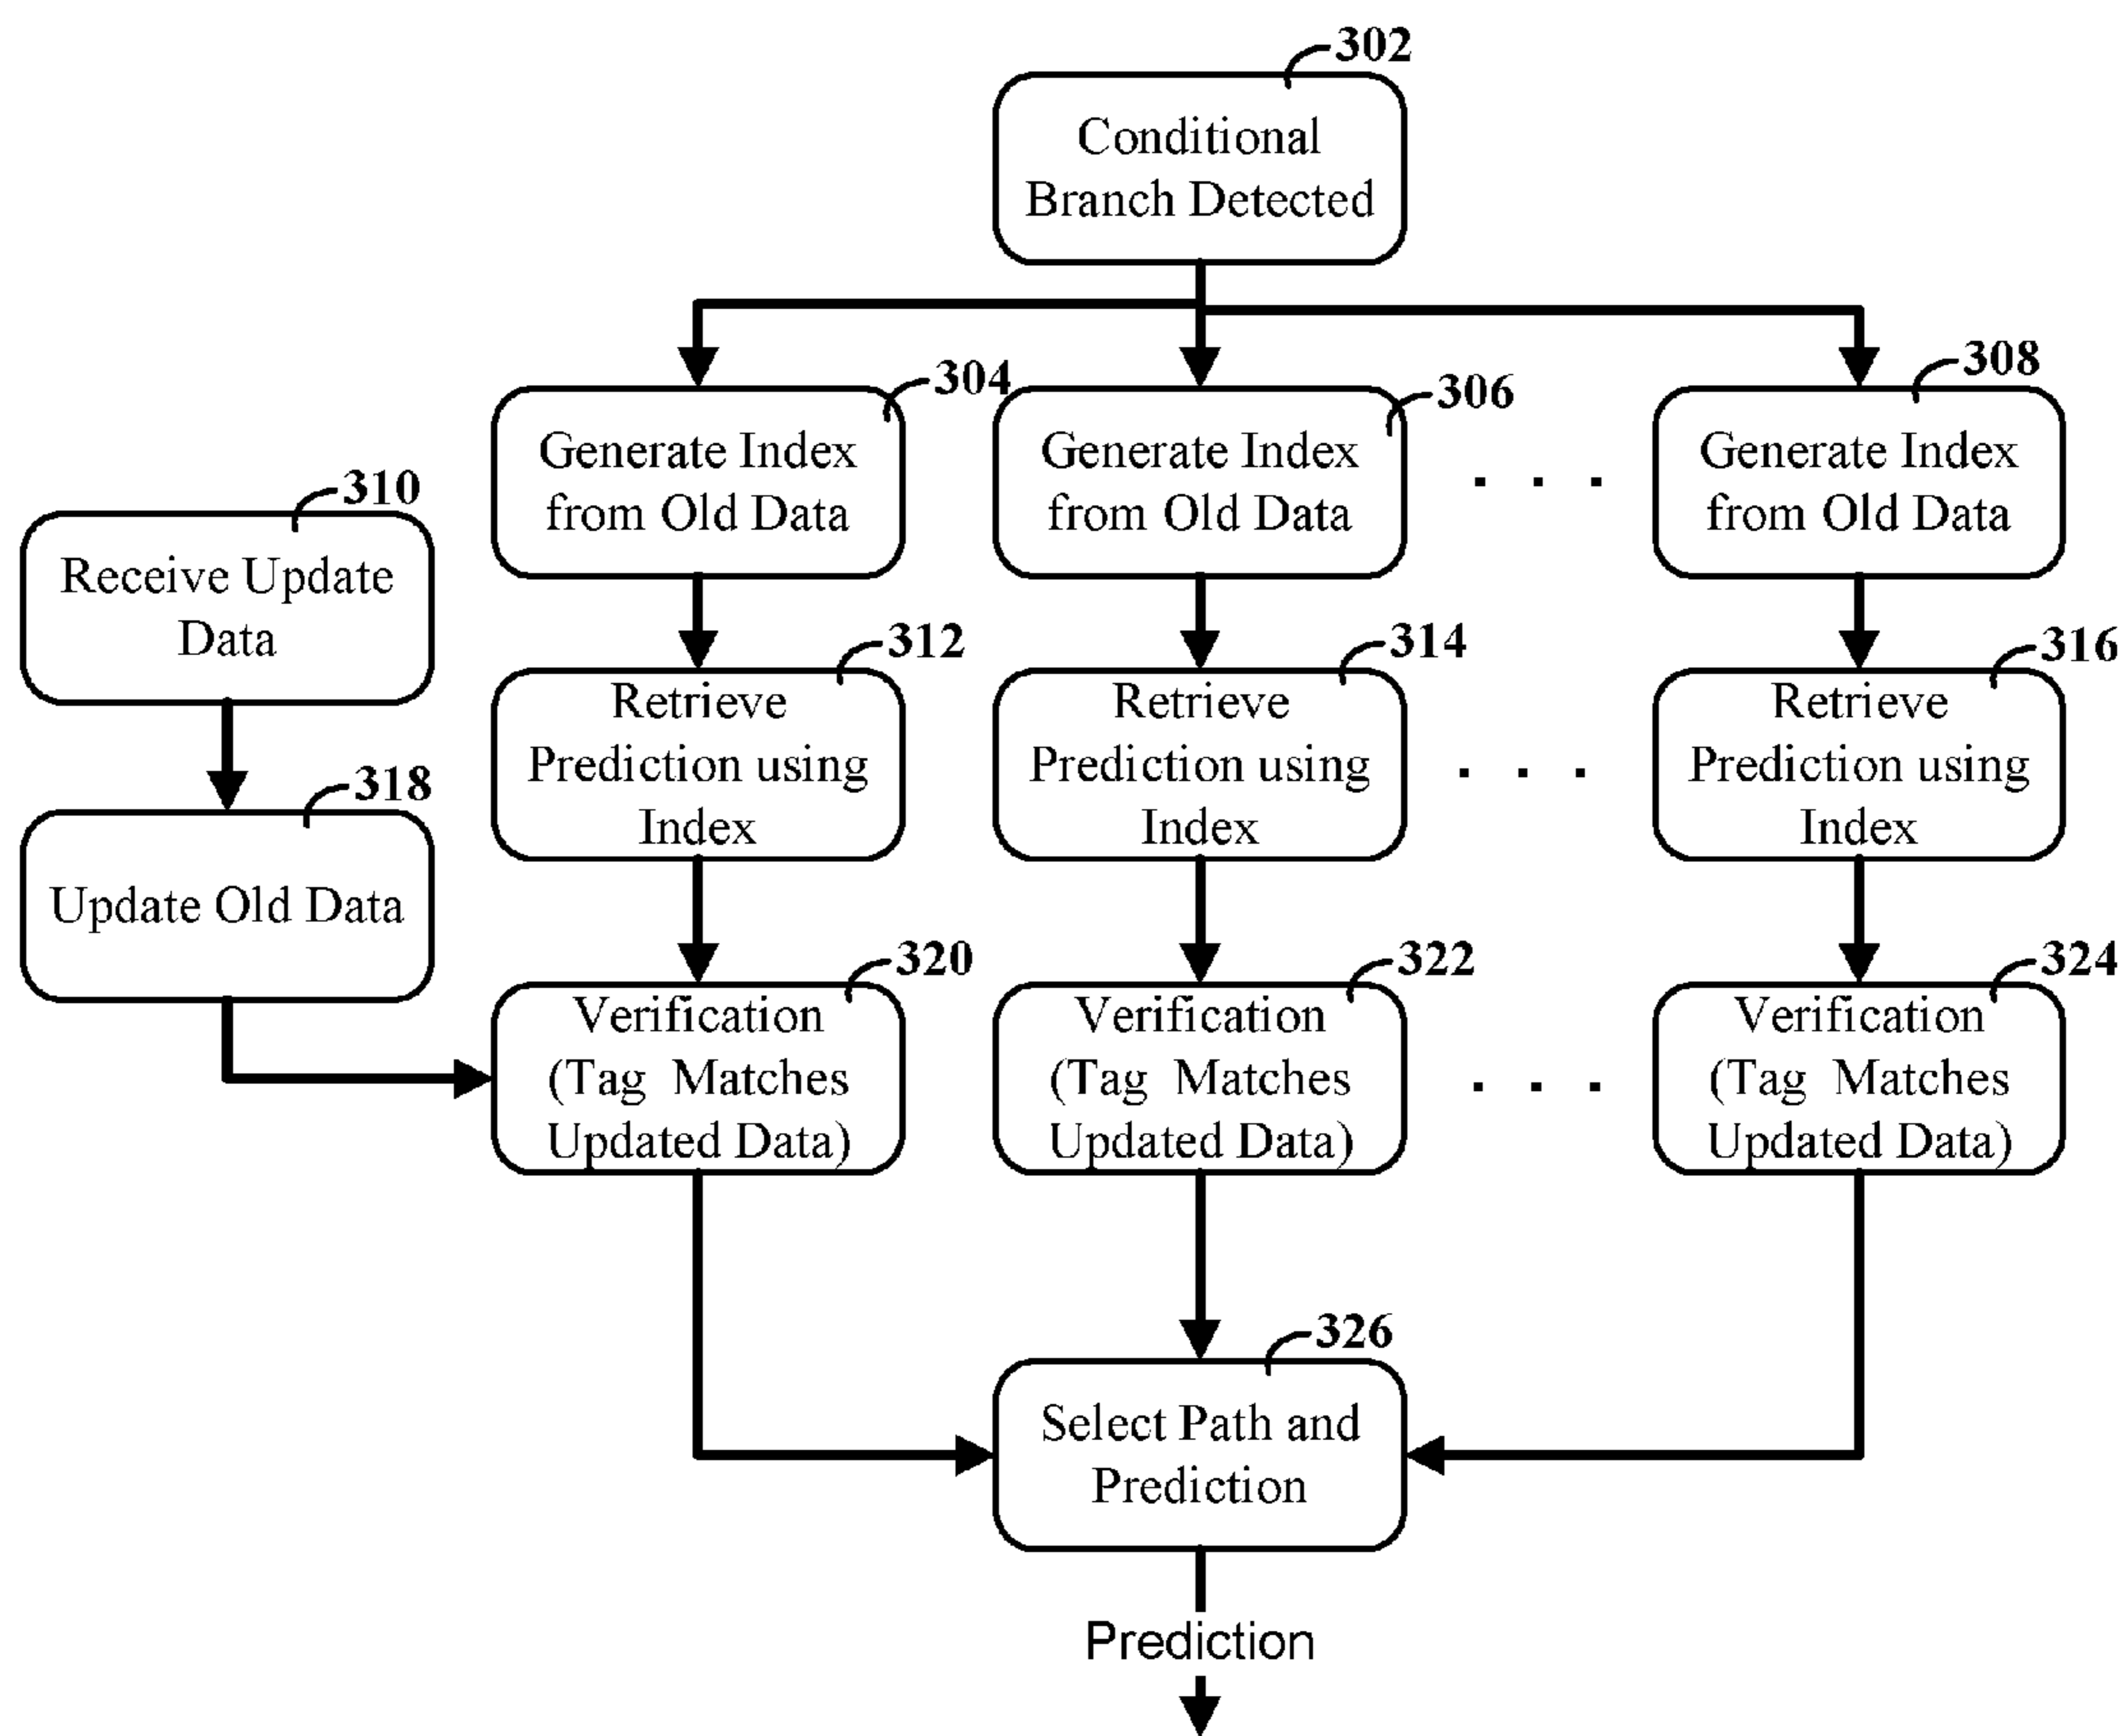 302
Conditional
Branch Detected
304
Generate Index
from Old Data
306
Generate Index
from Old Data
. . .
308
Generate Index
from Old Data
310
Receive Update
Data
312
Retrieve
Prediction using
Index
314
Retrieve
Prediction using
Index
. . .
316
Retrieve
Prediction using
Index
318
Update Old Data
320
Verification
(Tag Matches
Updated Data)
322
Verification
(Tag Matches
Updated Data)
. . .
324
Verification
(Tag Matches
Updated Data)
326
Select Path and
Prediction
Prediction